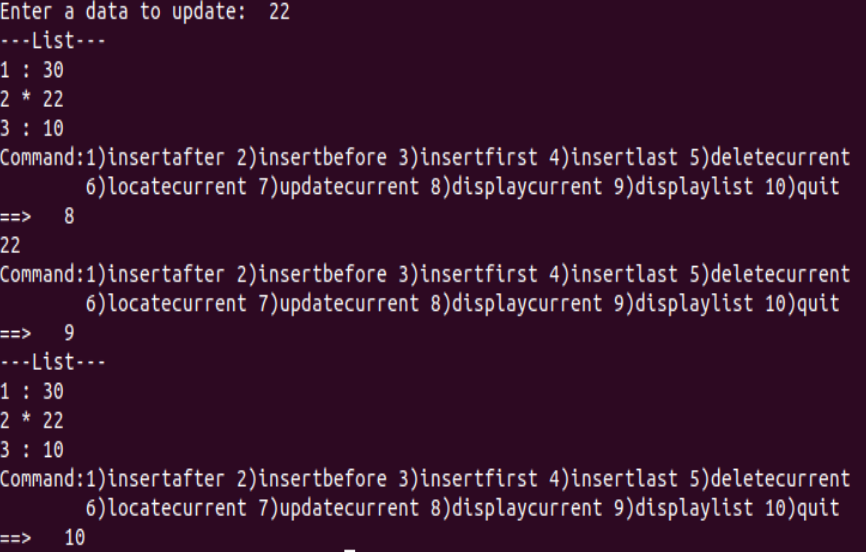 Enter a data to update:  22
---List---
1 : 30
2 * 22
3 : 10
Command:1)insertafter 2)insertbefore 3)insertfirst 4)insertlast 5)deletecurrent
        6)locatecurrent 7)updatecurrent 8)displaycurrent 9)displaylist 10)quit
==>   8
22
Command:1)insertafter 2)insertbefore 3)insertfirst 4)insertlast 5)deletecurrent
        6)locatecurrent 7)updatecurrent 8)displaycurrent 9)displaylist 10)quit
==>   9
---List---
1 : 30
2 * 22
3 : 10
Command:1)insertafter 2)insertbefore 3)insertfirst 4)insertlast 5)deletecurrent
        6)locatecurrent 7)updatecurrent 8)displaycurrent 9)displaylist 10)quit
==>   10